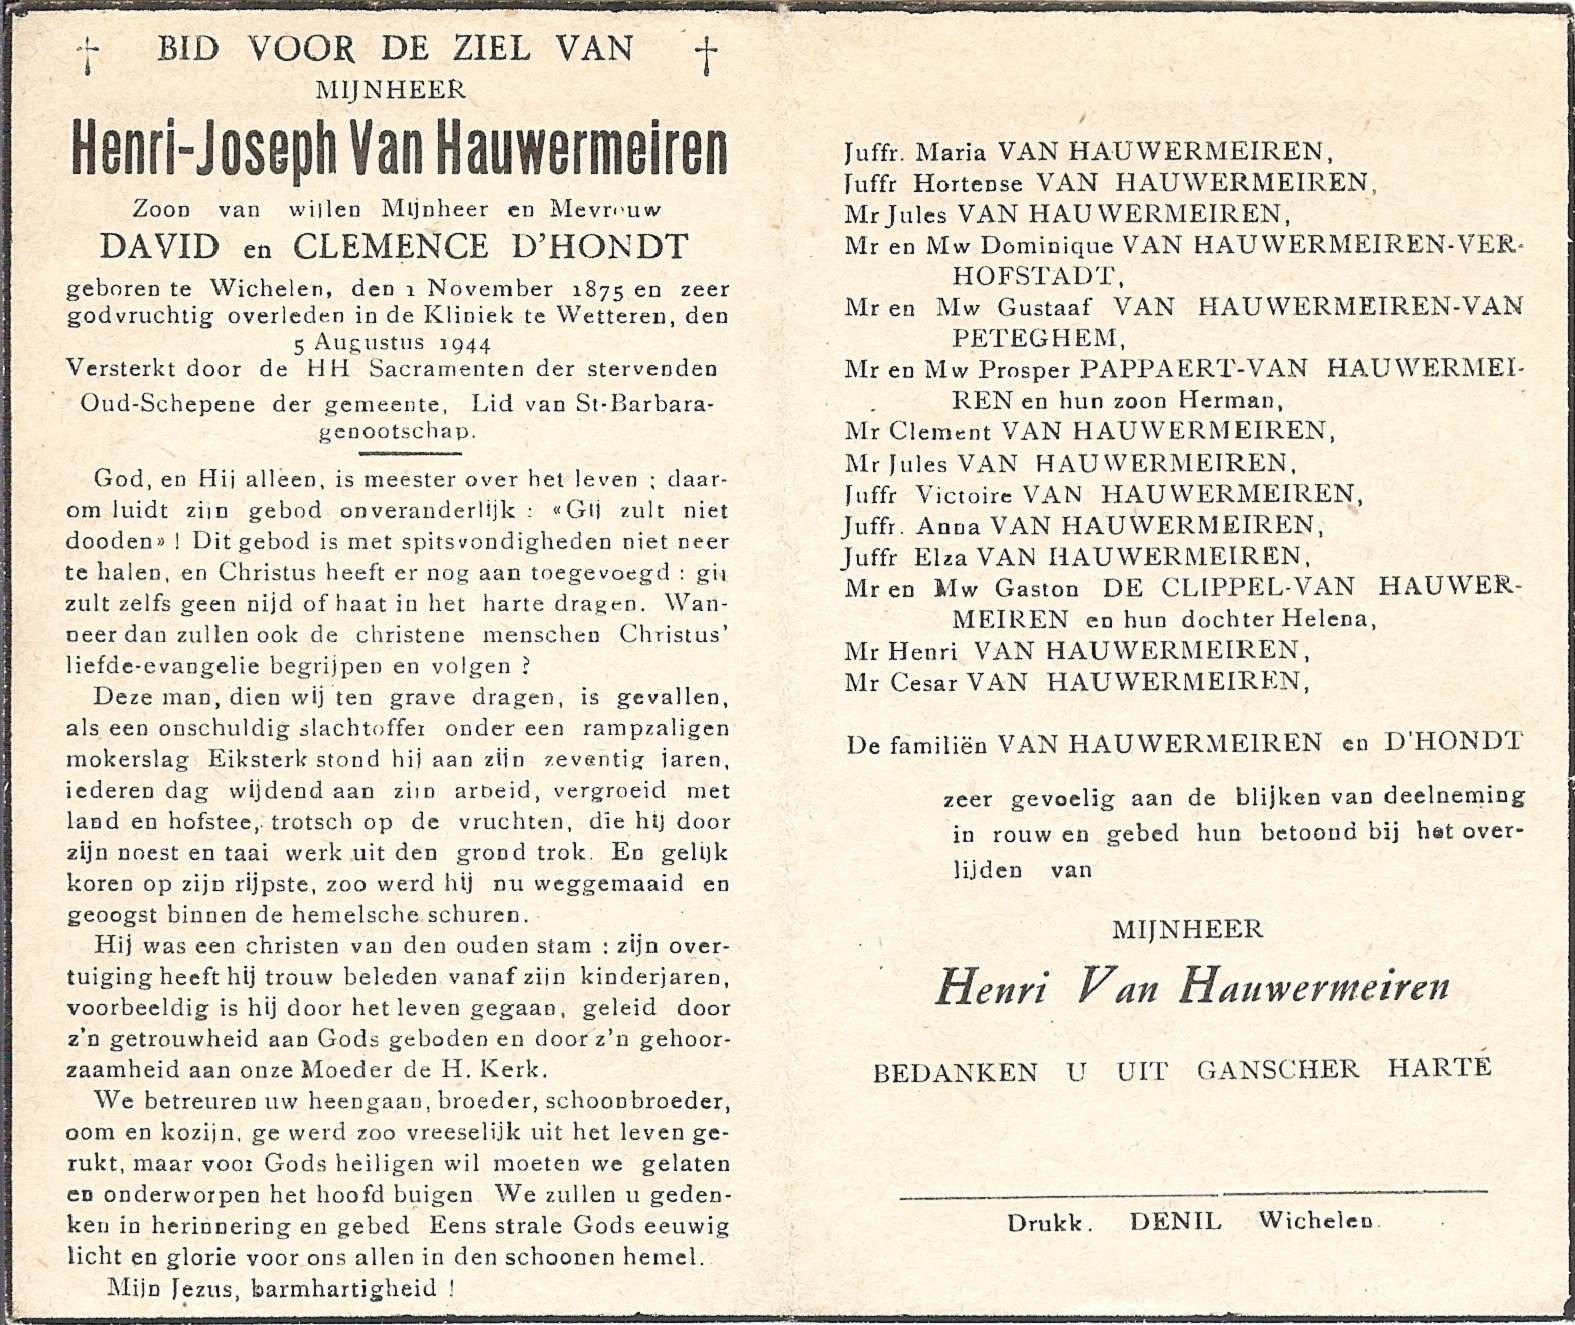 † BID VOOR DE ZIEL VAN †
MIJNHEER
Henri-Joseph Van Hauwermeiren
Zoon van wijlen Mijnheer en Mevrouw
DAVID en CLEMENCE D'HONDT
geboren te Wichelen, den 1 November 1875 en zeer
godvruchtig overleden in de Kliniek te Wetteren, den
5 Augustus 1944
Versterkt door de HH Sacramenten der stervenden
Oud-Schepene der gemeente, Lid van St-Barbara-
genootschap.
God, en Hij alleen, is meester over het leven ; daar-
om luidt zijn gebod onveranderlijk : «Gij zult niet
dooden» ! Dit gebod is met spitsvondigheden niet neer
te halen, en Christus heeft er nog aan toegevoegd : gij
zult zelfs geen nijd of haat in het harte dragen. Wan-
neer dan zullen ook de christene menschen Christus'
liefde-evangelie begrijpen en volgen ?
Deze man, dien wij ten grave dragen, is gevallen,
als een onschuldig slachtoffer onder een rampzaligen
mokerslag Eiksterk stond hij aan zijn zeventig jaren,
iederen dag wijdend aan zijn arbeid, vergroeid met
land en hofstee, trotsch op de vruchten, die hij door
zijn noest en taai werk uit den grond trok. En gelijk
koren op zijn rijpste, zoo werd hij nu weggemaaid en
geoogst binnen de hemelsche schuren.
Hij was een christen van den ouden stam : zijn over-
tuiging heeft hij trouw beleden vanaf zijn kinderjaren,
voorbeeldig is hij door het leven gegaan, geleid door
z'n getrouwheid aan Gods geboden en door z'n gehoor-
zaamheid aan onze Moeder de H. Kerk.
We betreuren uw heengaan, broeder, schoonbroeder,
oom en kozijn, ge werd zoo vreeselijk uit het leven ge-
rukt, maar voor Gods heiligen wil moeten we gelaten
en onderworpen het hoofd buigen We zullen u geden-
ken in herinnering en gebed Eens strale Gods eeuwig
licht en glorie voor ons allen in den schoonen hemel.
Mijn Jezus, barmhartigheid !
Juffr. Maria VAN HAUWERMEIREN,
Juffr Hortense VAN HAUWERMEIREN,
Mr Jules VAN HAUWERMEIREN,
Mr en Mw Dominique VAN HAUWERMEIREN-VER-
HOFSTADT,
Mr en Mw Gustaaf VAN HAUWERMEIREN-VAN
PETEGHEM,
Mr en Mw Prosper PAPPAERT-VAN HAUWERMEI-
REN en hun zoon Herman,
Mr Clement VAN HAUWERMEIREN,
Mr Jules VAN HAUWERMEIREN,
Juffr Victoire VAN HAUWERMEIREN,
Juffr. Anna VAN HAUWERMEIREN,
Juffr Elza VAN HAUWERMEIREN,
Mr en Mw Gaston DE CLIPPEL-VAN HAUWER-
MEIREN en hun dochter Helena,
Mr Henri VAN HAUWERMEIREN,
Mr Cesar VAN HAUWERMEIREN,
De familiën VAN HAUWERMEIREN en D'HONDT
zeer gevoelig aan de blijken van deelneming
in rouw en gebed hun betoond bij het over-
lijden van
MIJNHEER
Henri Van Hauwermeiren
BEDANKEN U UIT GANSCHER HARTE
Drukk. DENIL Wichelen.